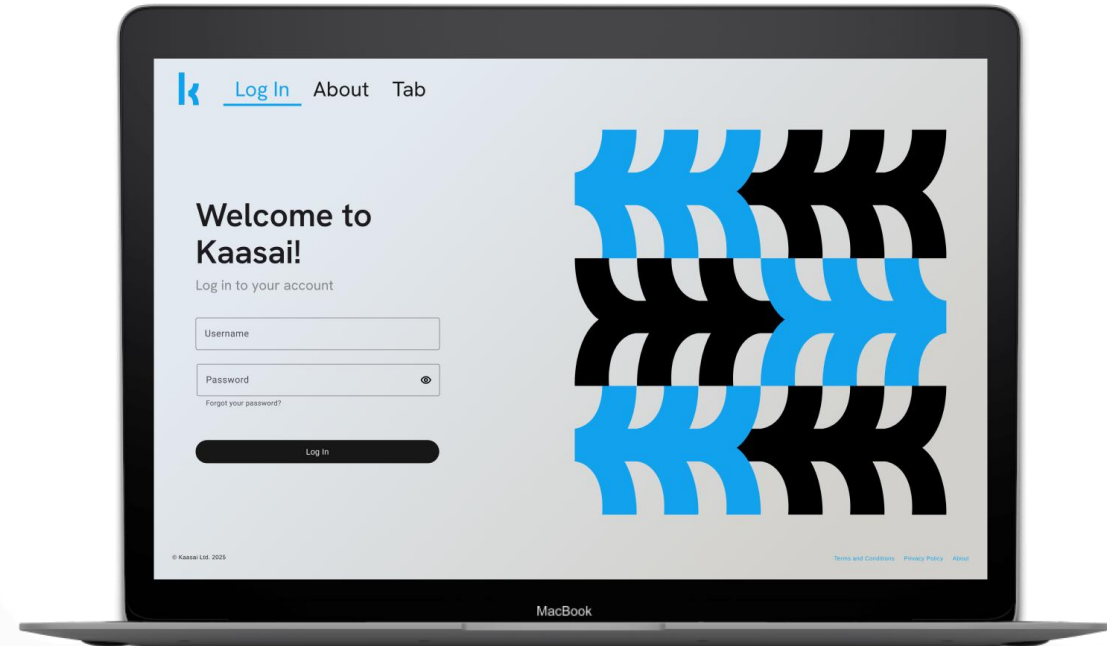 Log In About Tab
Welcome to
Kaasai!
Log in to your account
Username
Password
Forgot your password?
Log In
© Kaasai Ltd. 2025
Terms and Conditions Privacy Policy About
MacBook